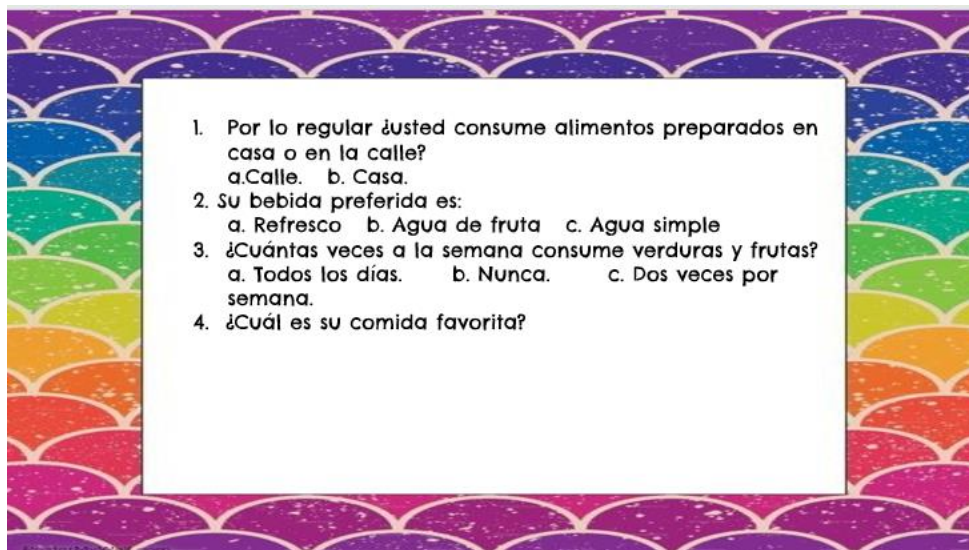 1. Por lo regular ¿usted consume alimentos preparados en
casa o en la calle?
a.Calle. b. Casa.
2. Su bebida preferida es:
a. Refresco b. Agua de fruta c. Agua simple
3. ¿Cuántas veces a la semana consume verduras y frutas?
a. Todos los días. b. Nunca. c. Dos veces por
semana.
4. ¿Cuál es su comida favorita?